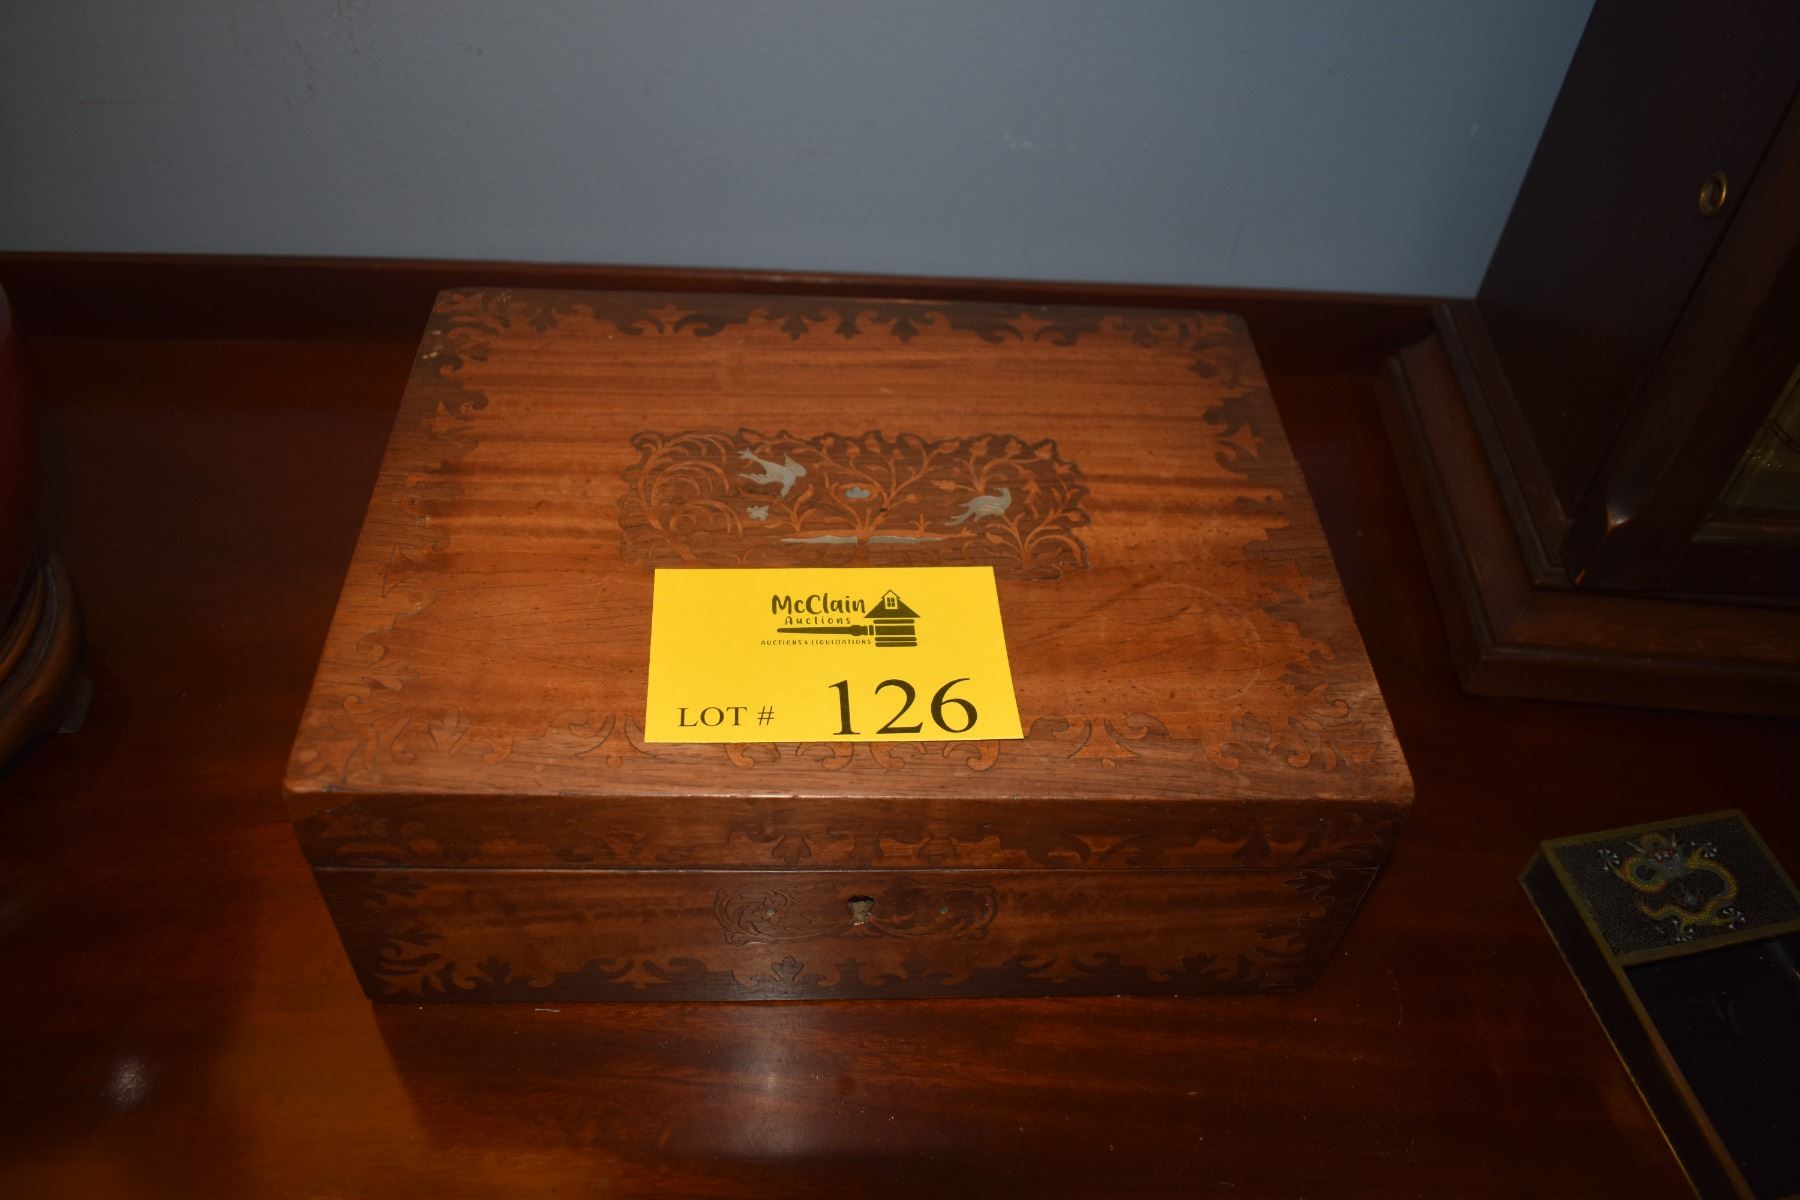 McClain
Auctions
AUCTIONS & LIQUIDATIONS
LOT # 126